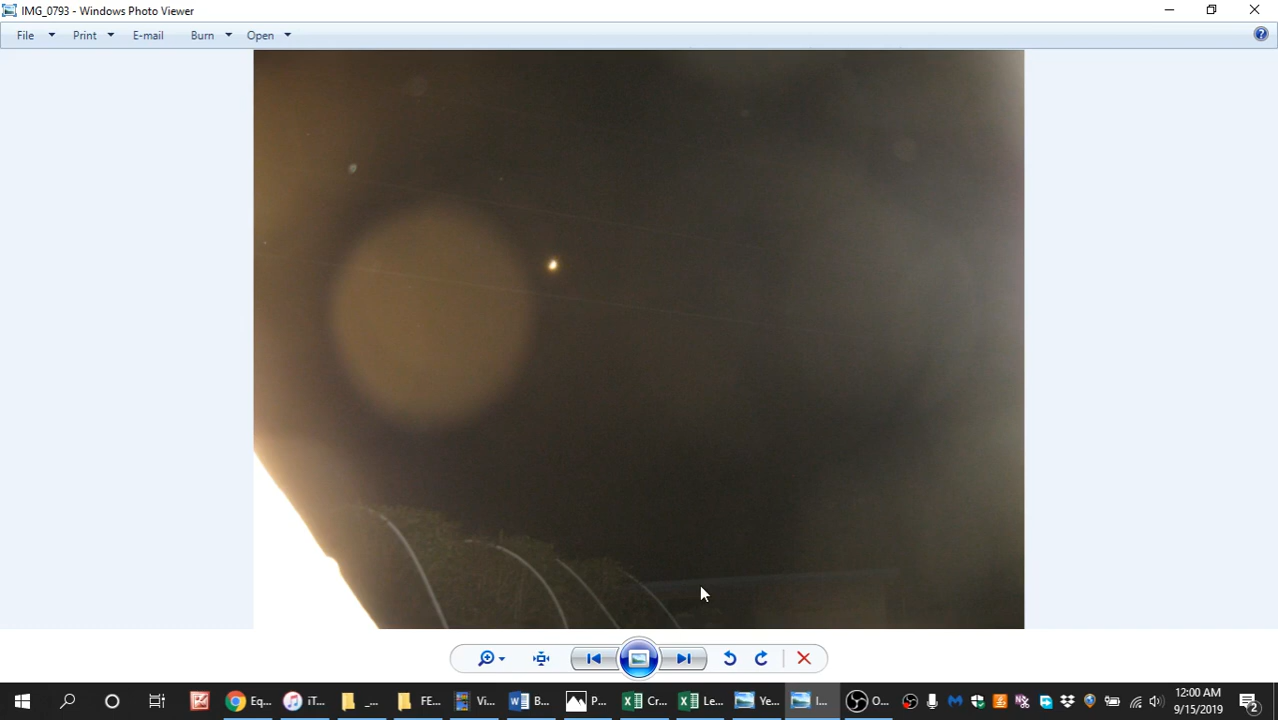 IMG_0793 - Windows Photo Viewer
File Print E-mail Burn Open
Eq... iT... _... FE... Vi... B... P... Cr... Le... Ye... I... O... 12:00 AM
9/15/2019 2